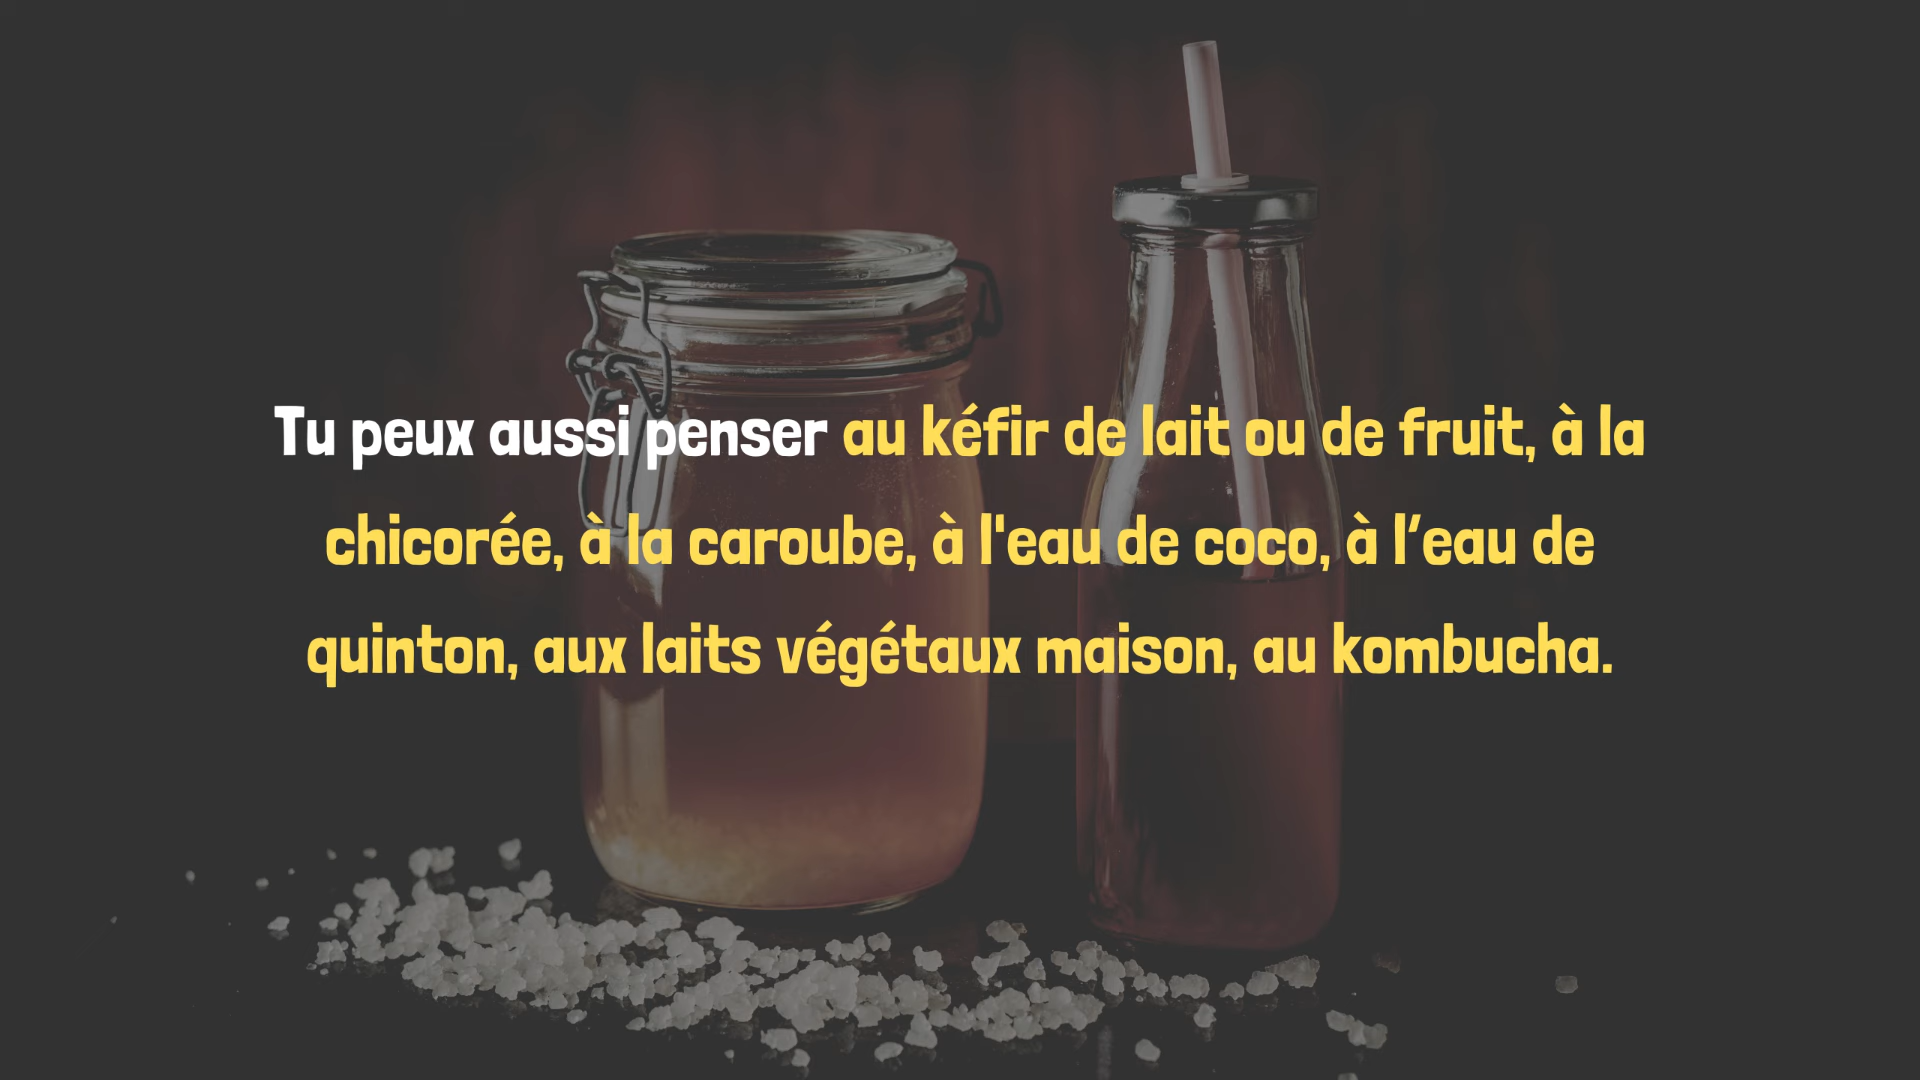 Tu peux aussi penser au kéfir de lait ou de fruit, à la
chicorée, à la caroube, à l'eau de coco, à l’eau de
quinton, aux laits végétaux maison, au kombucha.